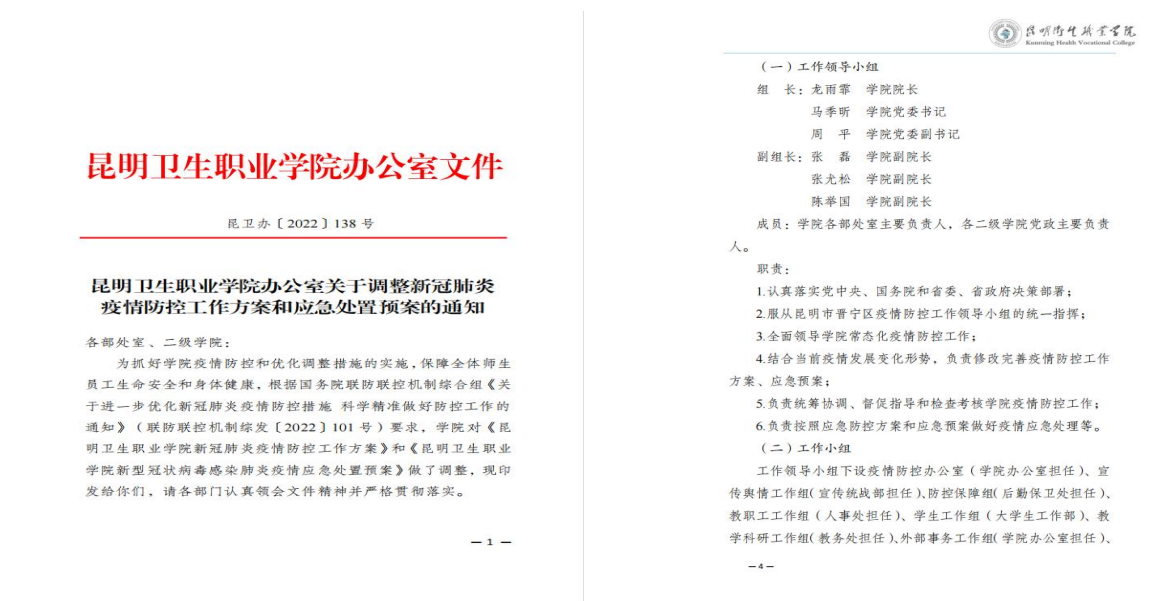 昆明卫生职业学院办公室文件
昆卫办〔2022〕138 号
昆明卫生职业学院办公室关于调整新冠肺炎
疫情防控工作方案和应急处置预案的通知
各部处室、二级学院：
为抓好学院疫情防控和优化调整措施的实施，保障全体师生
员工生命安全和身体健康，根据国务院联防联控机制综合组《关
于进一步优化新冠肺炎疫情防控措施 科学精准做好防控工作的
通知》（联防联控机制综发〔2022〕101 号）要求，学院对《昆
明卫生职业学院新冠肺炎疫情防控工作方案》和《昆明卫生职业
学院新型冠状病毒感染肺炎疫情应急处置预案》做了调整，现印
发给你们，请各部门认真领会文件精神并严格贯彻落实。
— 1 —
昆明卫生职业学院
Kunming Health Vocational College
（一）工作领导小组
组 长：龙雨霏 学院院长
马季昕 学院党委书记
周 平 学院党委副书记
副组长：张 磊 学院副院长
张尤松 学院副院长
陈举国 学院副院长
成员：学院各部处室主要负责人，各二级学院党政主要负责
人。
职责：
1.认真落实党中央、国务院和省委、省政府决策部署；
2.服从昆明市晋宁区疫情防控工作领导小组的统一指挥；
3.全面领导学院常态化疫情防控工作；
4.结合当前疫情发展变化形势，负责修改完善疫情防控工作
方案、应急预案；
5.负责统筹协调、督促指导和检查考核学院疫情防控工作；
6.负责按照应急防控方案和应急预案做好疫情应急处理等。
（二）工作小组
工作领导小组下设疫情防控办公室（学院办公室担任）、宣
传舆情工作组（宣传统战部担任）、防控保障组（后勤保卫处担任）、
教职工工作组（人事处担任）、学生工作组（大学生工作部）、教
学科研工作组（教务处担任）、外部事务工作组（学院办公室担任）、
—4—